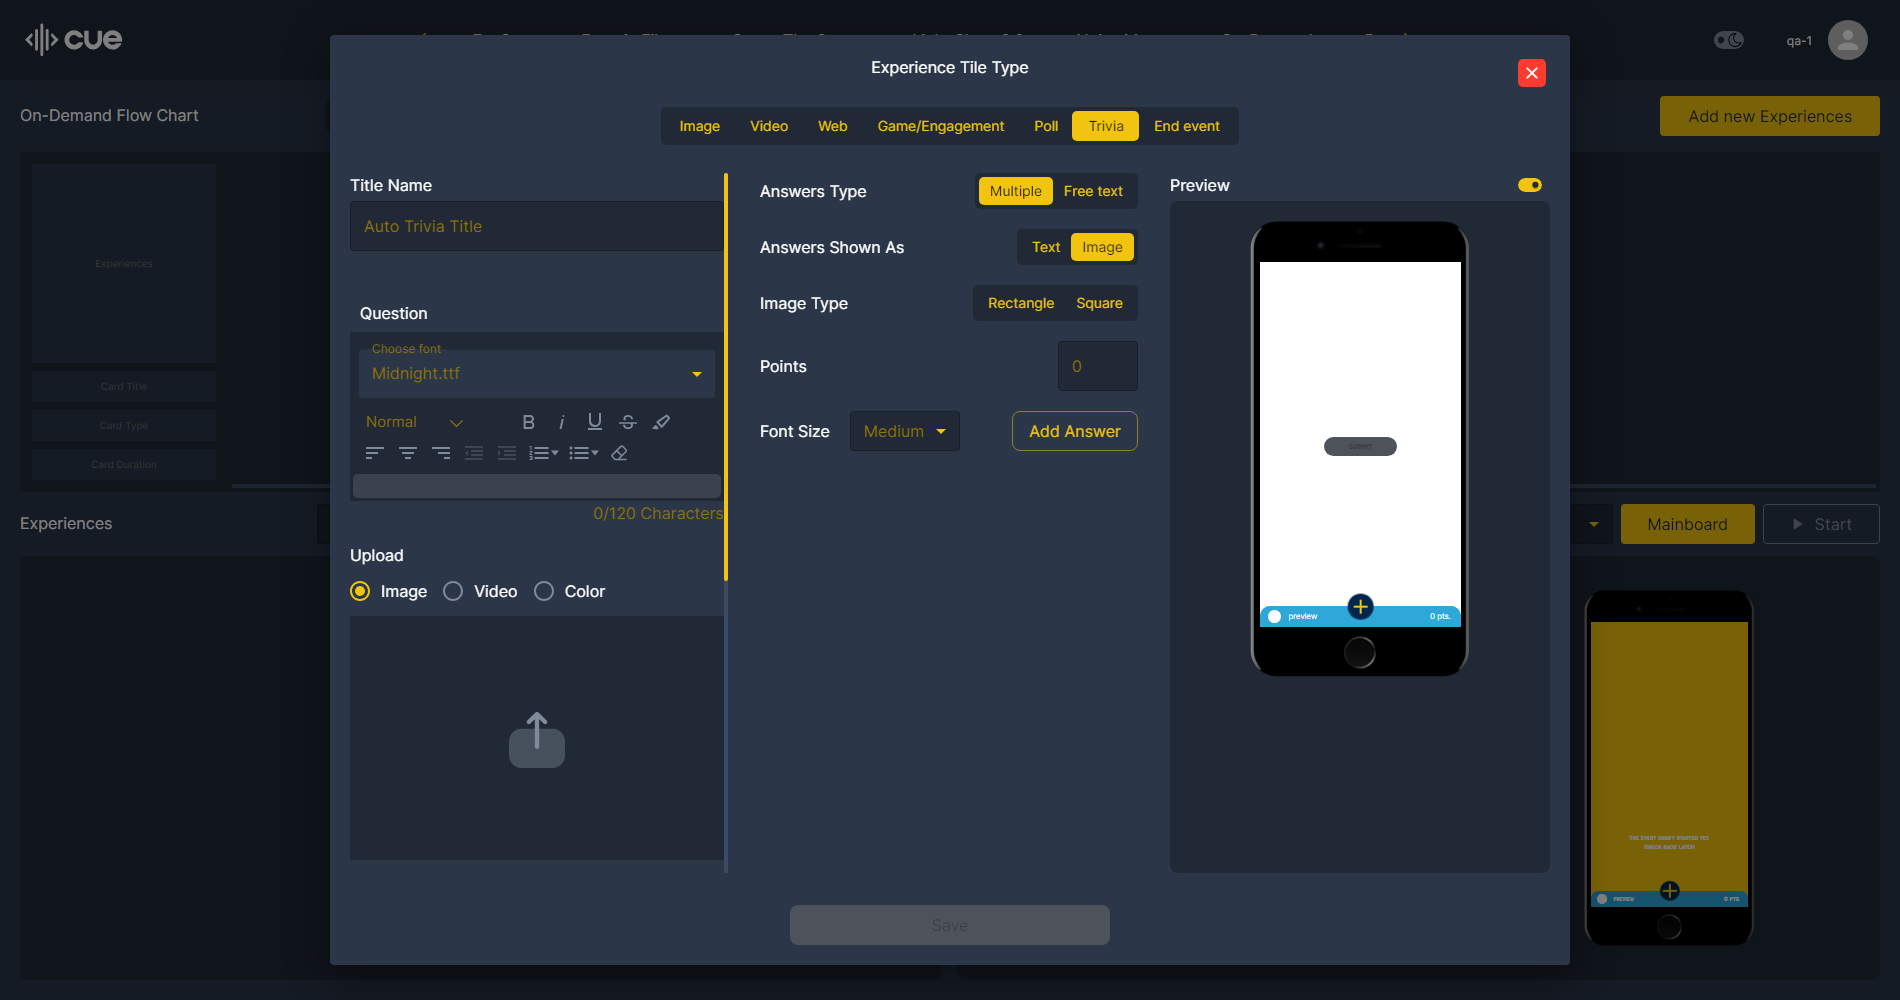 cue
qa-1
Experience Tile Type
On-Demand Flow Chart
Add new Experiences
Image Video Web Game/Engagement Poll Trivia End event
Title Name
Auto Trivia Title
Experiences
Card Title
Card Type
Card Duration
Question
Choose font
Midnight.ttf
Normal
B i U S
0/120 Characters
Upload
Image Video Color
Answers Type
Multiple Free text
Answers Shown As
Text Image
Image Type
Rectangle Square
Points
0
Font Size
Medium
Add Answer
Preview
Submit
preview
0 pts.
Experiences
Mainboard
Start
The Event hasn't started yet.
Check back later!
preview
0 pts.
Save